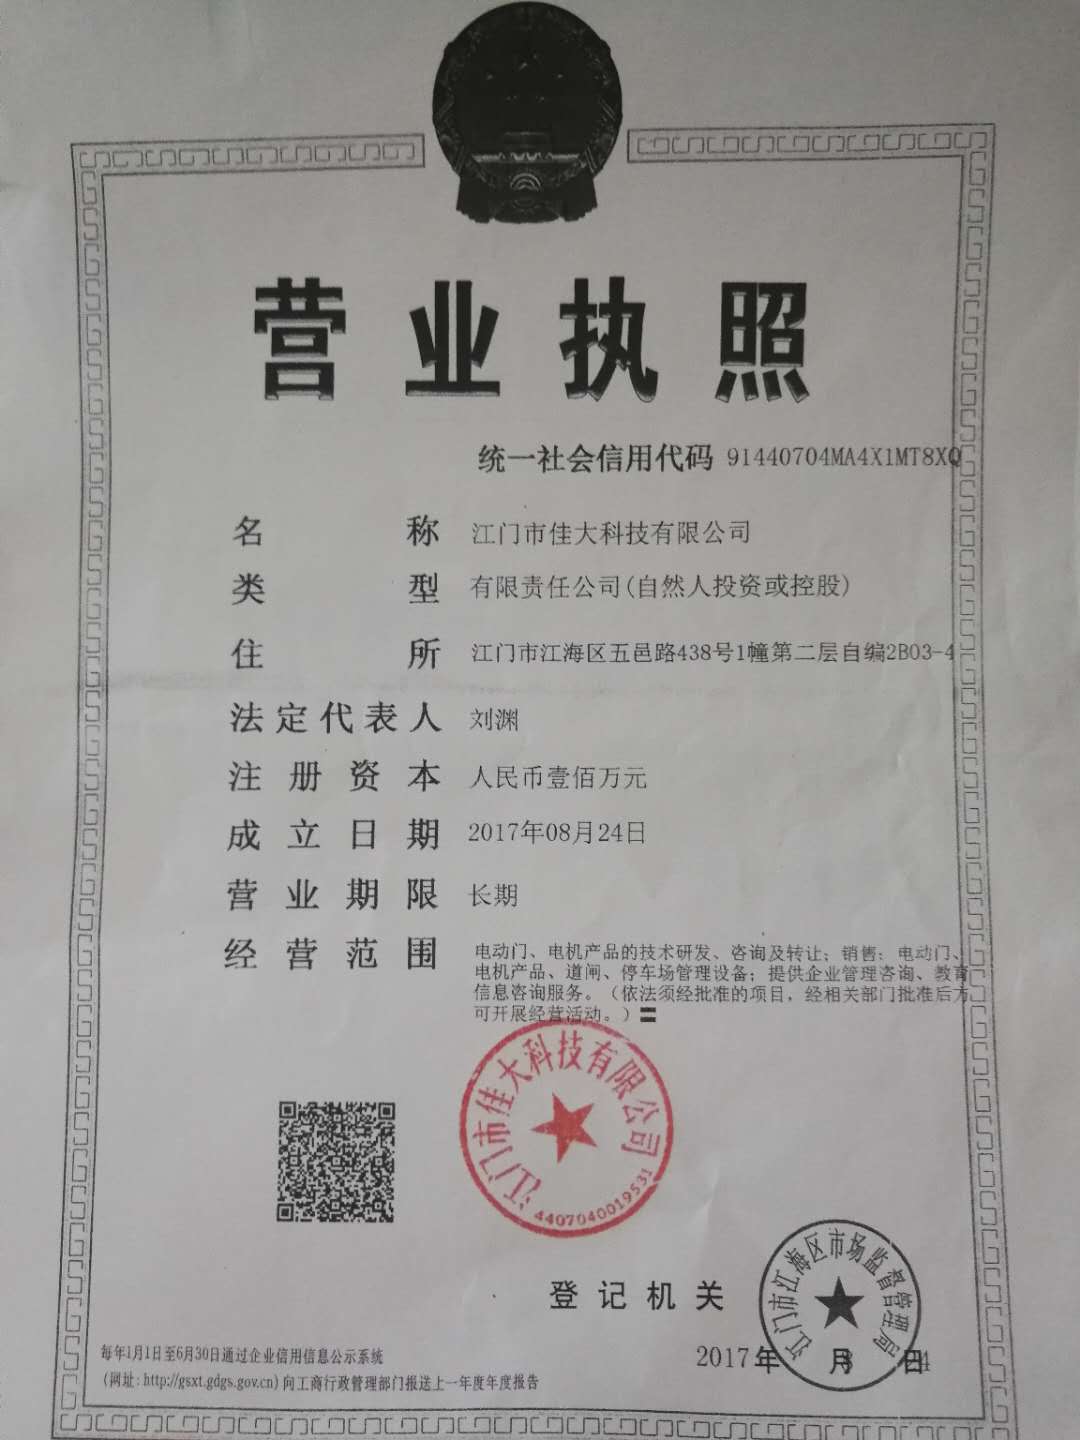 营业执照
统一社会信用代码 91440704MA4X1MT8XQ
名称 江门市佳大科技有限公司
类型 有限责任公司(自然人投资或控股)
住所 江门市江海区五邑路438号1幢第二层自编2B03-4
法定代表人 刘渊
注册资本 人民币壹佰万元
成立日期 2017年08月24日
营业期限 长期
经营范围 电动门、电机产品的技术研发、咨询及转让；销售：电动门、
电机产品、道闸、停车场管理设备；提供企业管理咨询、教育
信息咨询服务。（依法须经批准的项目，经相关部门批准后方
可开展经营活动。）〓
江门市佳大科技有限公司
4407040019531
登记机关
江门市江海区市场监督管理局
2017年8月24日
每年1月1日至6月30日通过企业信用信息公示系统
(网址: http://gsxt.gdgs.gov.cn) 向工商行政管理部门报送上一年度年度报告